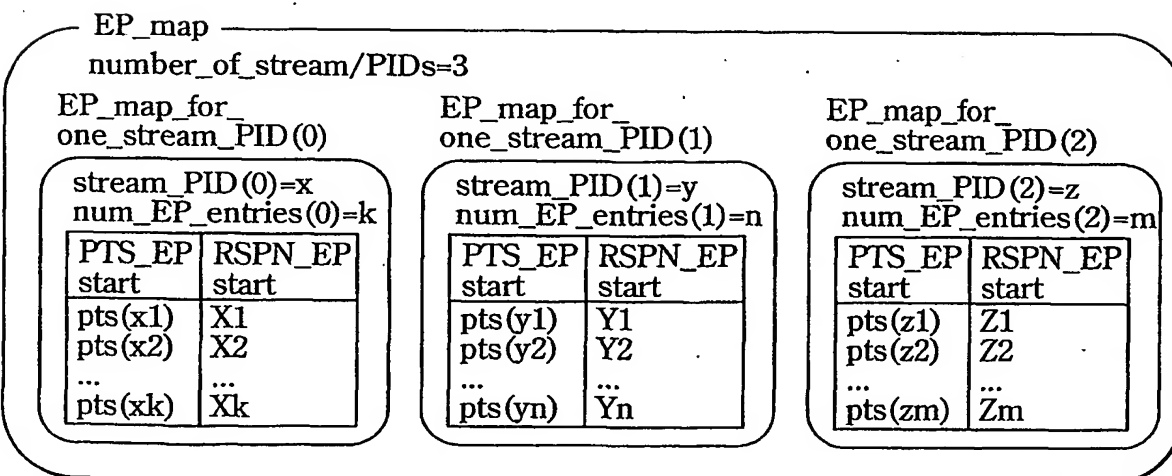 EP_map
number_of_stream/PIDs=3
EP_map_for_
one_stream_PID(0)
stream_PID(0)=x
num_EP_entries(0)=k
PTS_EP RSPN_EP
start start
pts(x1) X1
pts(x2) X2
... ...
pts(xk) Xk
EP_map_for_
one_stream_PID(1)
stream_PID(1)=y
num_EP_entries(1)=n
PTS_EP RSPN_EP
start start
pts(y1) Y1
pts(y2) Y2
... ...
pts(yn) Yn
EP_map_for_
one_stream_PID(2)
stream_PID(2)=z
num_EP_entries(2)=m
PTS_EP RSPN_EP
start start
pts(z1) Z1
pts(z2) Z2
... ...
pts(zm) Zm